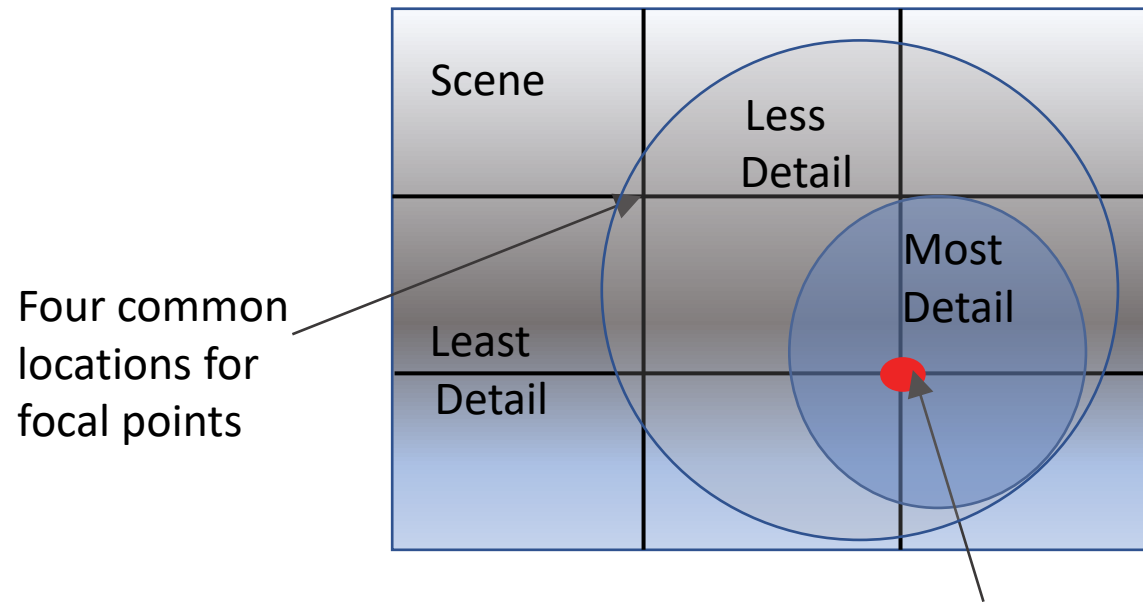 Scene
Less
Detail
Most
Detail
Four common
locations for
focal points
Least
Detail